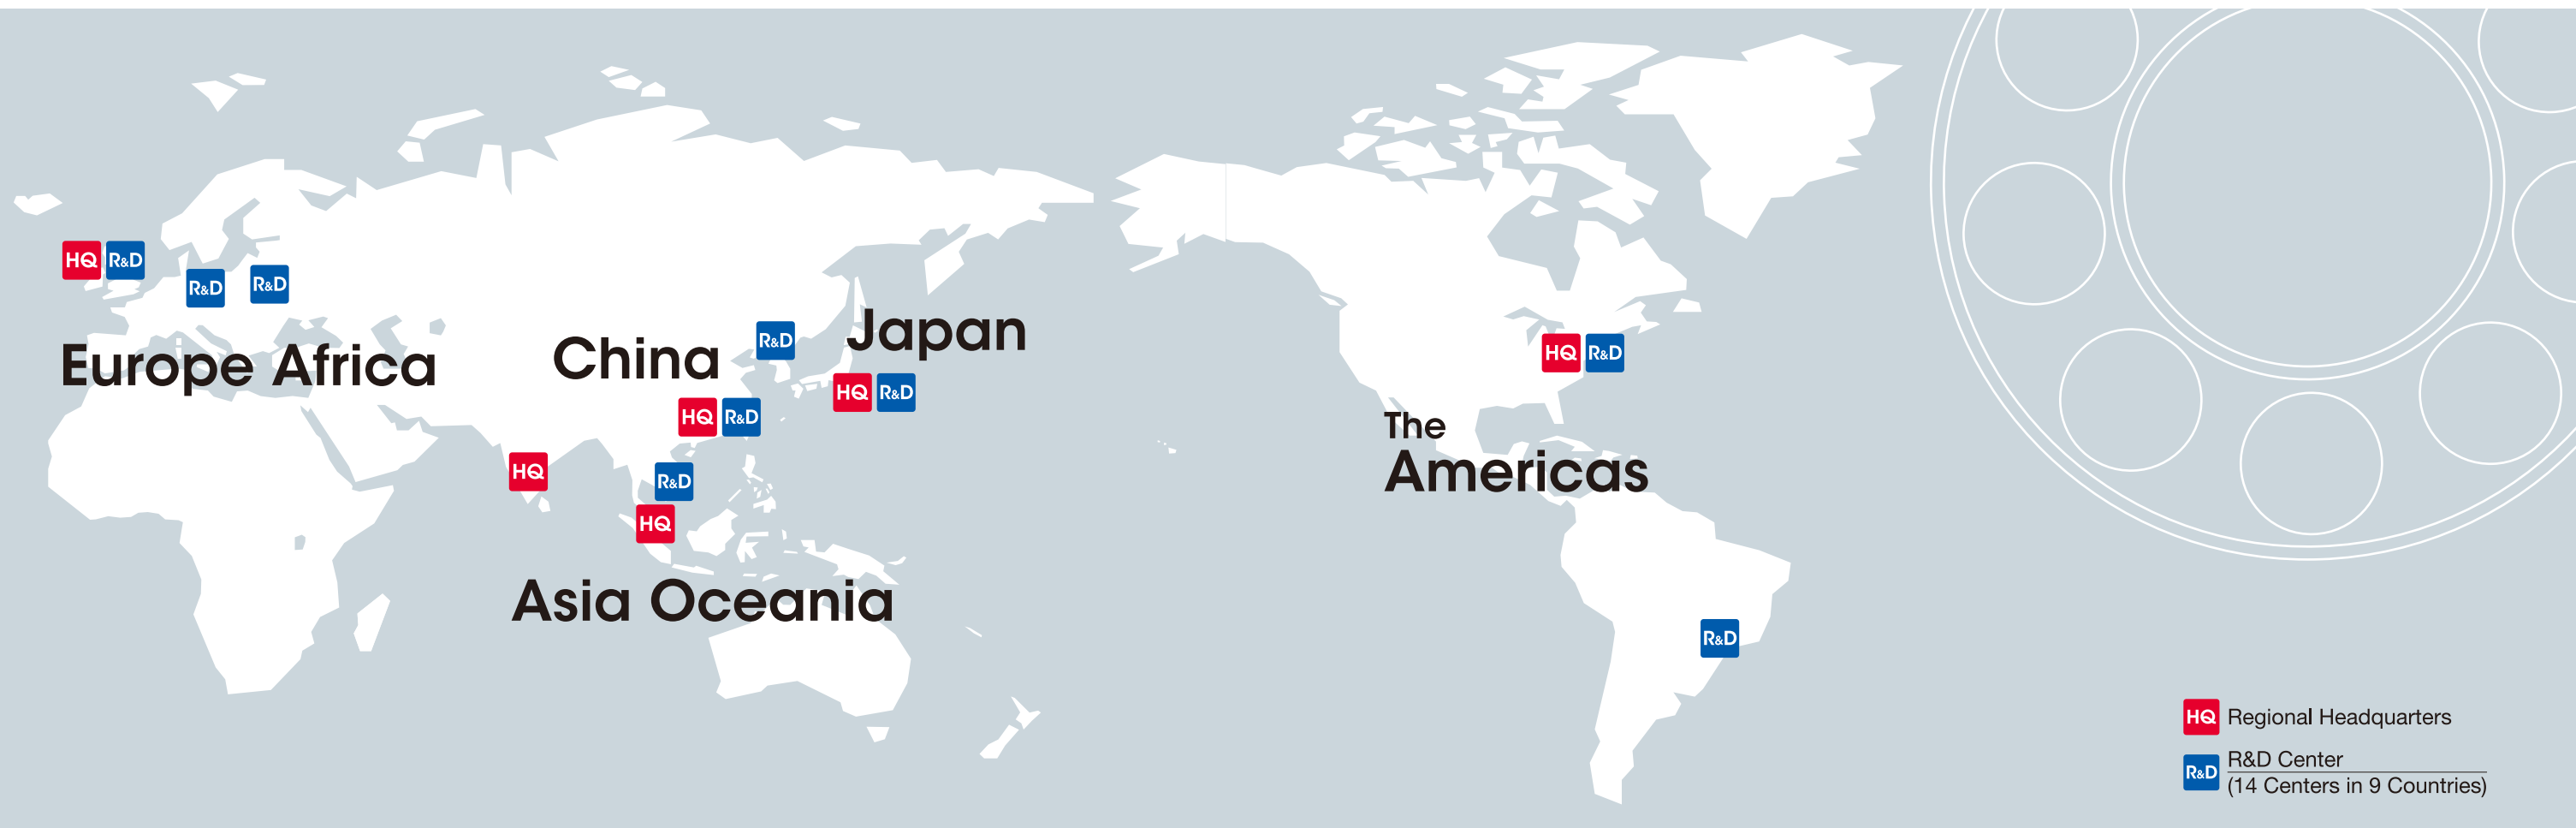 HQ R&D
R&D
R&D
Europe Africa
China
R&D
Japan
HQ R&D
HQ R&D
HQ
R&D
HQ
Asia Oceania
HQ R&D
The
Americas
R&D
HQ Regional Headquarters
R&D R&D Center
(14 Centers in 9 Countries)